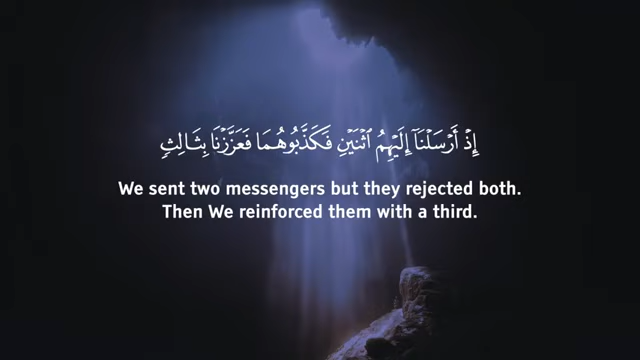 إِذۡ أَرۡسَلۡنَآ إِلَيۡهِمُ ٱثۡنَيۡنِ فَكَذَّبُوهُمَا فَعَزَّزۡنَا بِثَالِثٖ
We sent two messengers but they rejected both.
Then We reinforced them with a third.